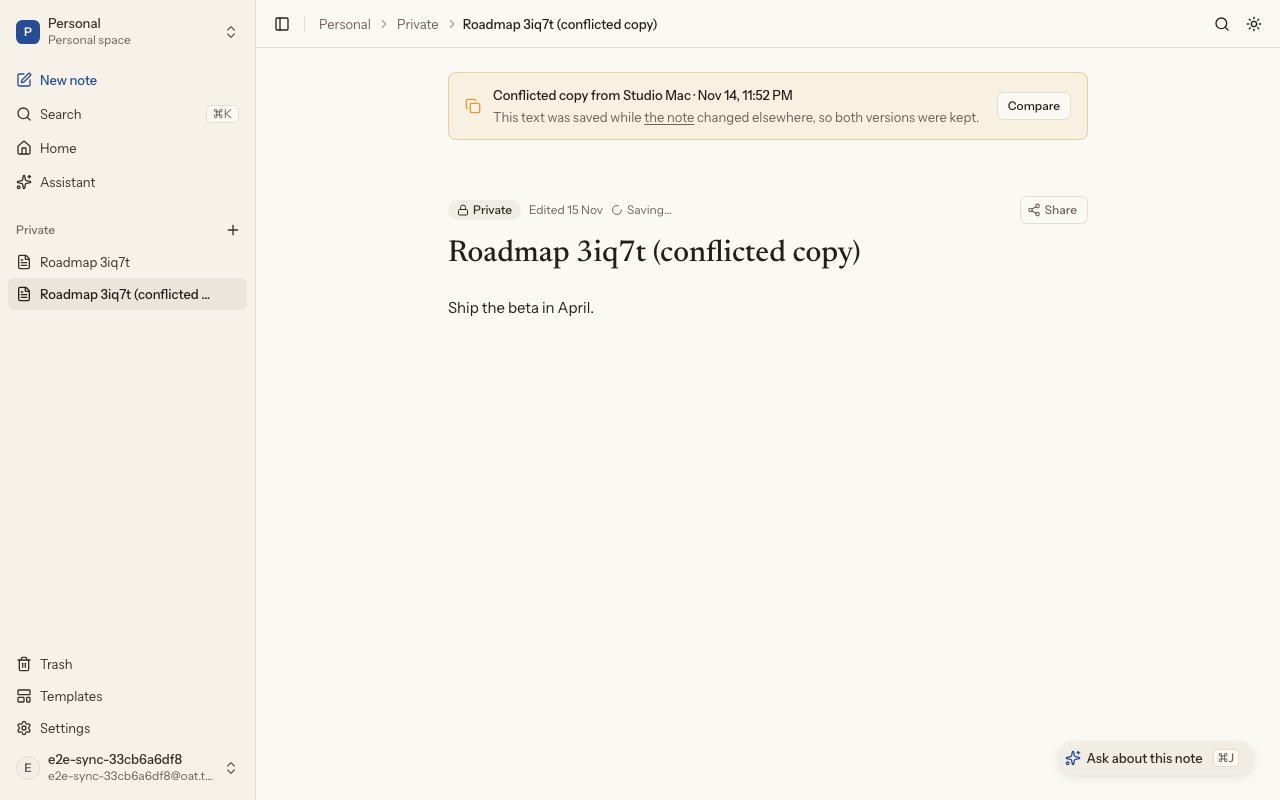 P
Personal
Personal space
New note
Search ⌘K
Home
Assistant
Private
Roadmap 3iq7t
Roadmap 3iq7t (conflicted ...
Trash
Templates
Settings
E
e2e-sync-33cb6a6df8
e2e-sync-33cb6a6df8@oat.t...
Personal > Private > Roadmap 3iq7t (conflicted copy)
Conflicted copy from Studio Mac · Nov 14, 11:52 PM
This text was saved while the note changed elsewhere, so both versions were kept.
Compare
Private Edited 15 Nov Saving...
Share
Roadmap 3iq7t (conflicted copy)
Ship the beta in April.
Ask about this note ⌘J